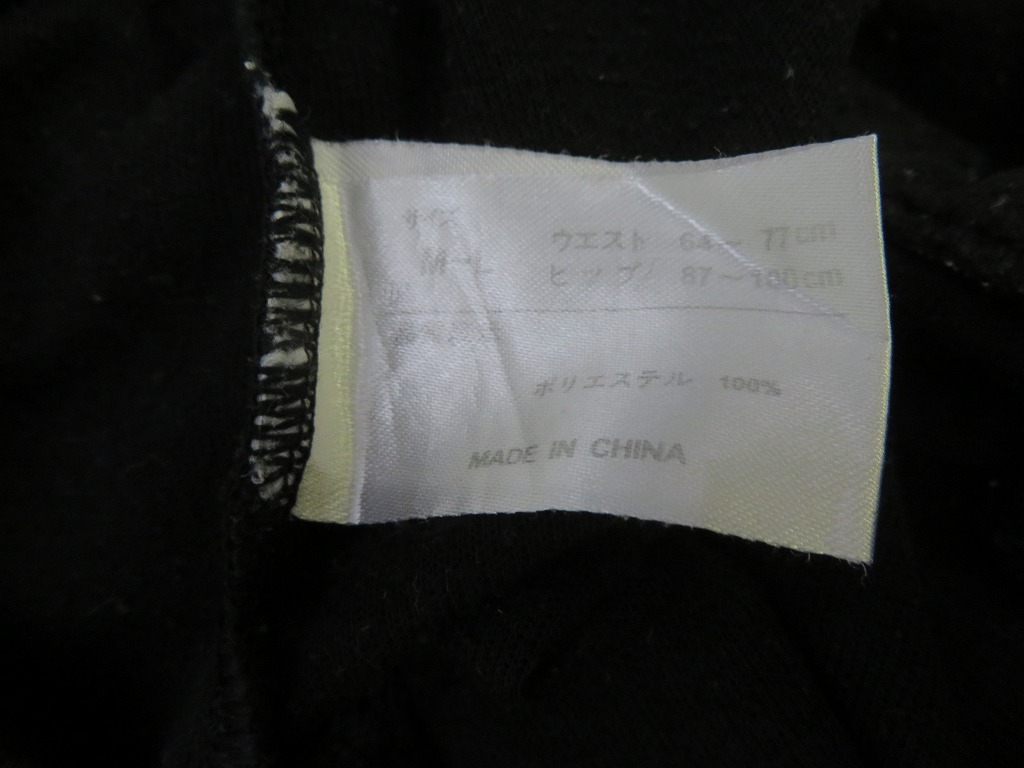 サイズ
M~L ウエスト 64～77cm
ヒップ 87～100cm
ポリエステル 100%
MADE IN CHINA